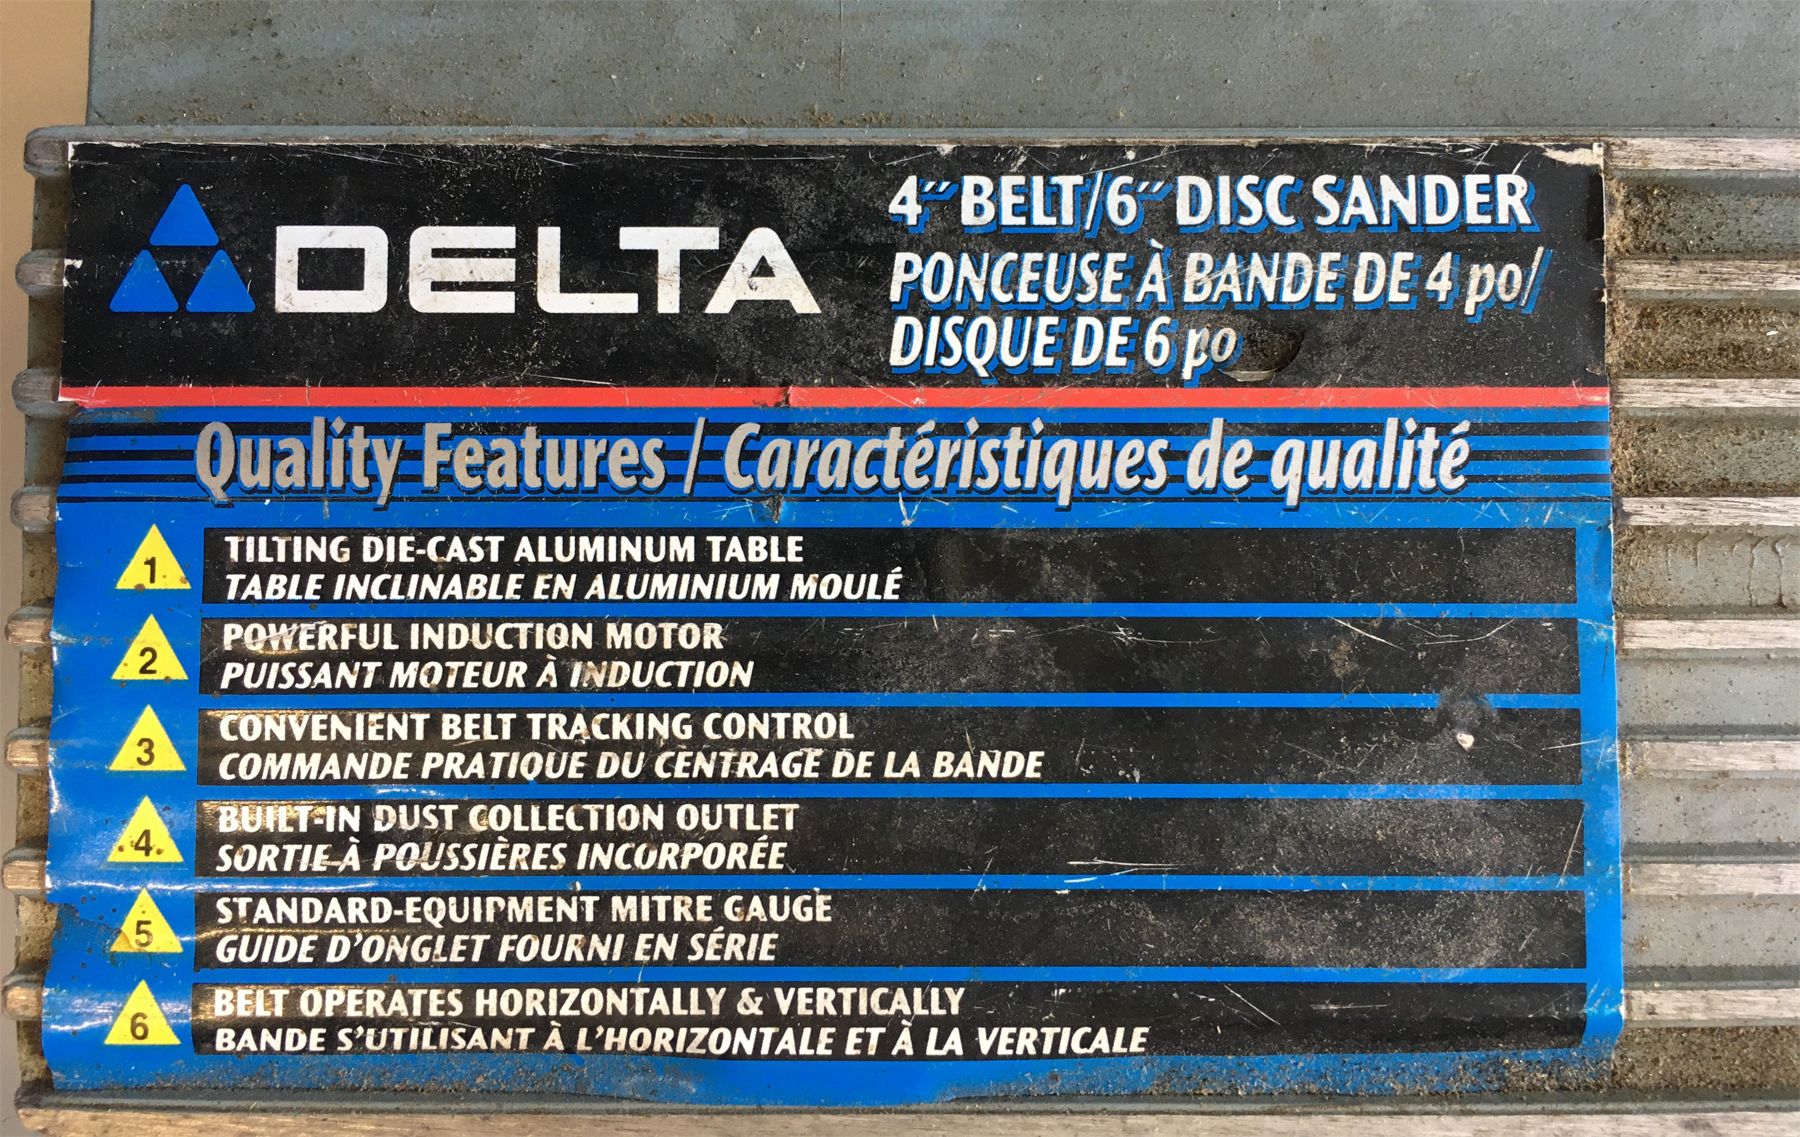 DELTA
4" BELT/6" DISC SANDER
PONCEUSE À BANDE DE 4 po/
DISQUE DE 6 po
Quality Features / Caractéristiques de qualité
1
TILTING DIE-CAST ALUMINUM TABLE
TABLE INCLINABLE EN ALUMINIUM MOULÉ
2
POWERFUL INDUCTION MOTOR
PUISSANT MOTEUR À INDUCTION
3
CONVENIENT BELT TRACKING CONTROL
COMMANDE PRATIQUE DU CENTRAGE DE LA BANDE
4
BUILT-IN DUST COLLECTION OUTLET
SORTIE À POUSSIÈRES INCORPORÉE
5
STANDARD-EQUIPMENT MITRE GAUGE
GUIDE D'ONGLET FOURNI EN SÉRIE
6
BELT OPERATES HORIZONTALLY & VERTICALLY
BANDE S'UTILISANT À L'HORIZONTALE ET À LA VERTICALE